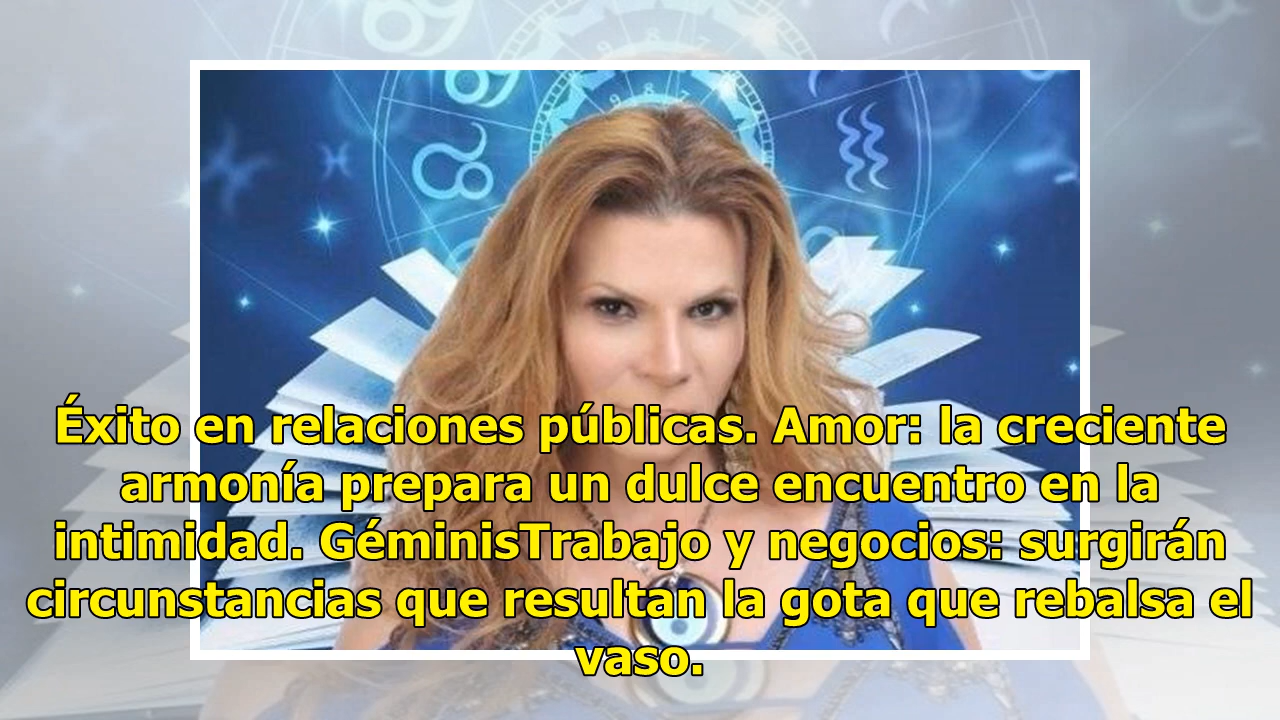 Éxito en relaciones públicas. Amor: la creciente
armonía prepara un dulce encuentro en la
intimidad. GéminisTrabajo y negocios: surgirán
circunstancias que resultan la gota que rebalsa el
vaso.